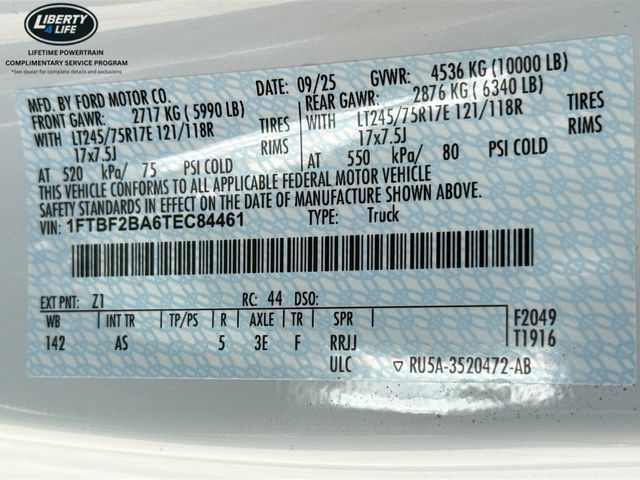 LIBERTY
4 LIFE
LIFETIME POWERTRAIN
COMPLIMENTARY SERVICE PROGRAM
*See dealer for complete details and exclusions
MFD. BY FORD MOTOR CO.
DATE: 09/25
GVWR: 4536 KG (10000 LB)
FRONT GAWR: 2717 KG ( 5990 LB)
REAR GAWR: 2876 KG ( 6340 LB)
WITH LT245/75R17E 121/118R TIRES
WITH LT245/75R17E 121/118R TIRES
17x7.5J RIMS
17x7.5J RIMS
AT 520 kPa/ 75 PSI COLD
AT 550 kPa/ 80 PSI COLD
THIS VEHICLE CONFORMS TO ALL APPLICABLE FEDERAL MOTOR VEHICLE
SAFETY STANDARDS IN EFFECT ON THE DATE OF MANUFACTURE SHOWN ABOVE.
VIN: 1FTBF2BA6TEC84461 TYPE: Truck
EXT PNT: Z1 RC: 44 DSO:
WB INT TR TP/PS R AXLE TR SPR F2049
142 AS 5 3E F RRJJ T1916
ULC ▽ RU5A-3520472-AB